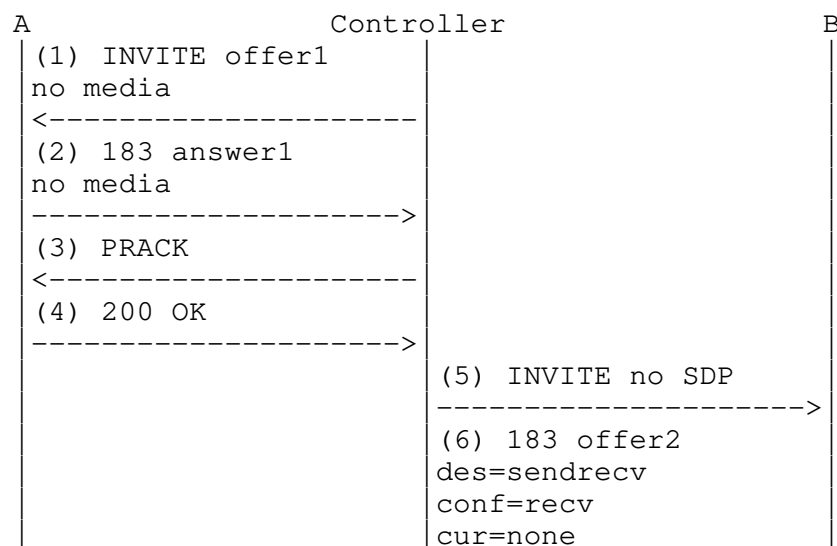 A Controller B
(1) INVITE offer1
no media
<---------------------
(2) 183 answer1
no media
--------------------->
(3) PRACK
<---------------------
(4) 200 OK
--------------------->
(5) INVITE no SDP
--------------------->
(6) 183 offer2
des=sendrecv
conf=recv
cur=none